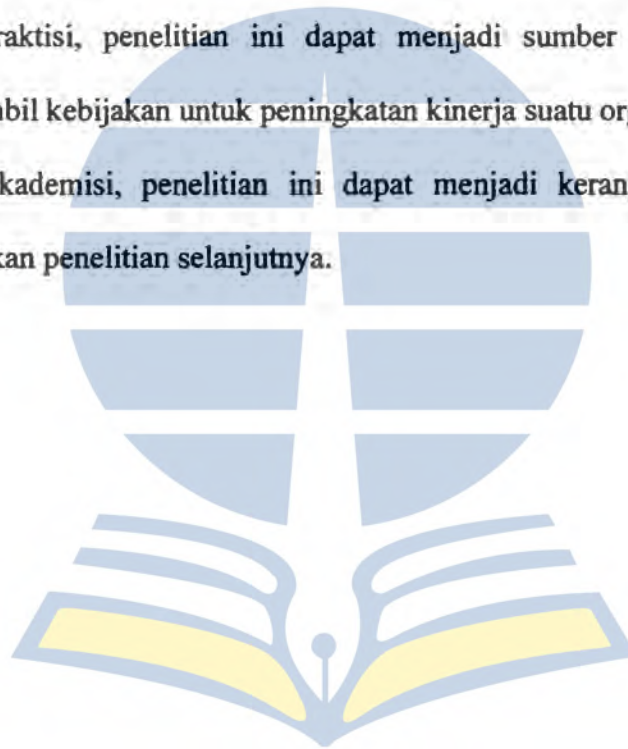 raktisi, penelitian ini dapat menjadi sumber
bil kebijakan untuk peningkatan kinerja suatu or
kademisi, penelitian ini dapat menjadi keran
kan penelitian selanjutnya.